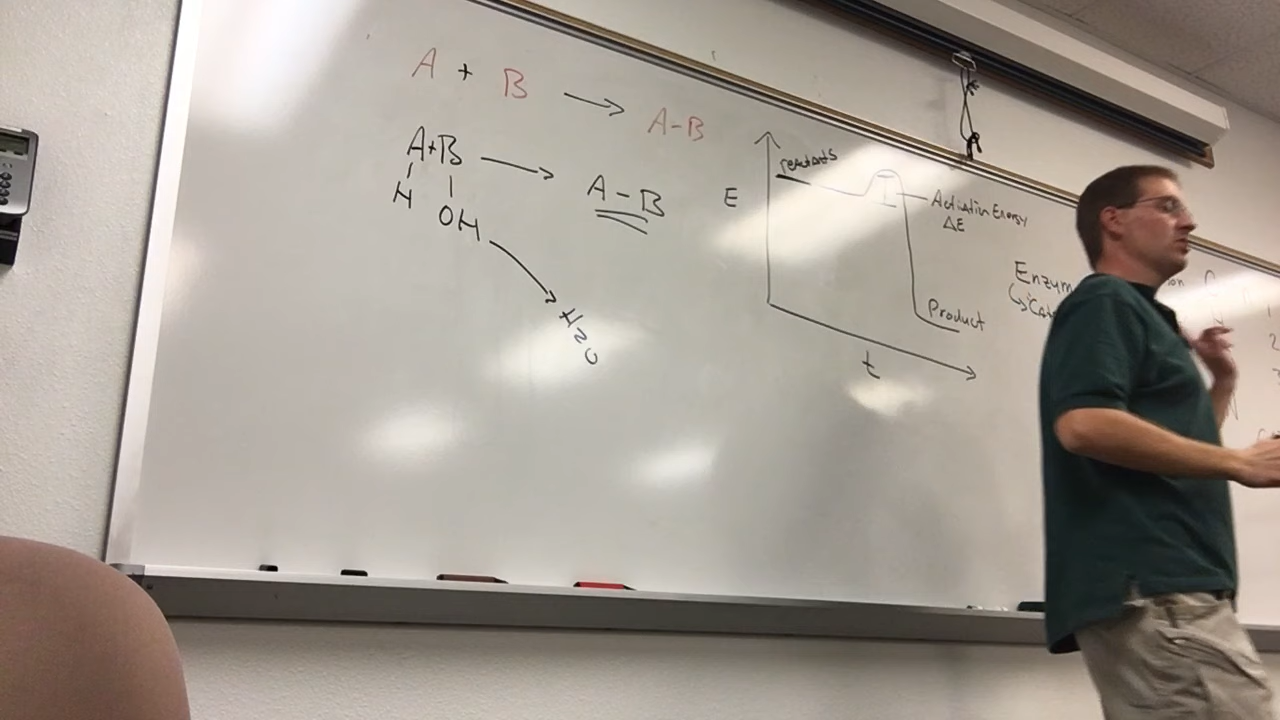 A + B → A-B
A+B → A-B
H
OH
H2O
E
reactants
Activation Energy
ΔE
Product
t
Enzym